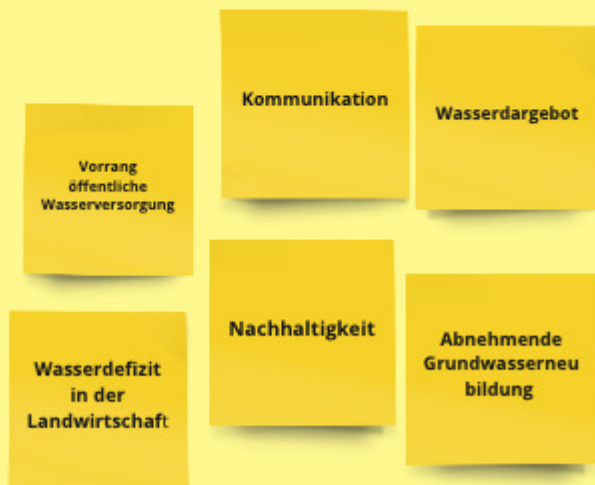 Kommunikation
Wasserdargebot
Vorrang
öffentliche
Wasserversorgung
Nachhaltigkeit
Abnehmende
Grundwasserneu
bildung
Wasserdefizit
in der
Landwirtschaft